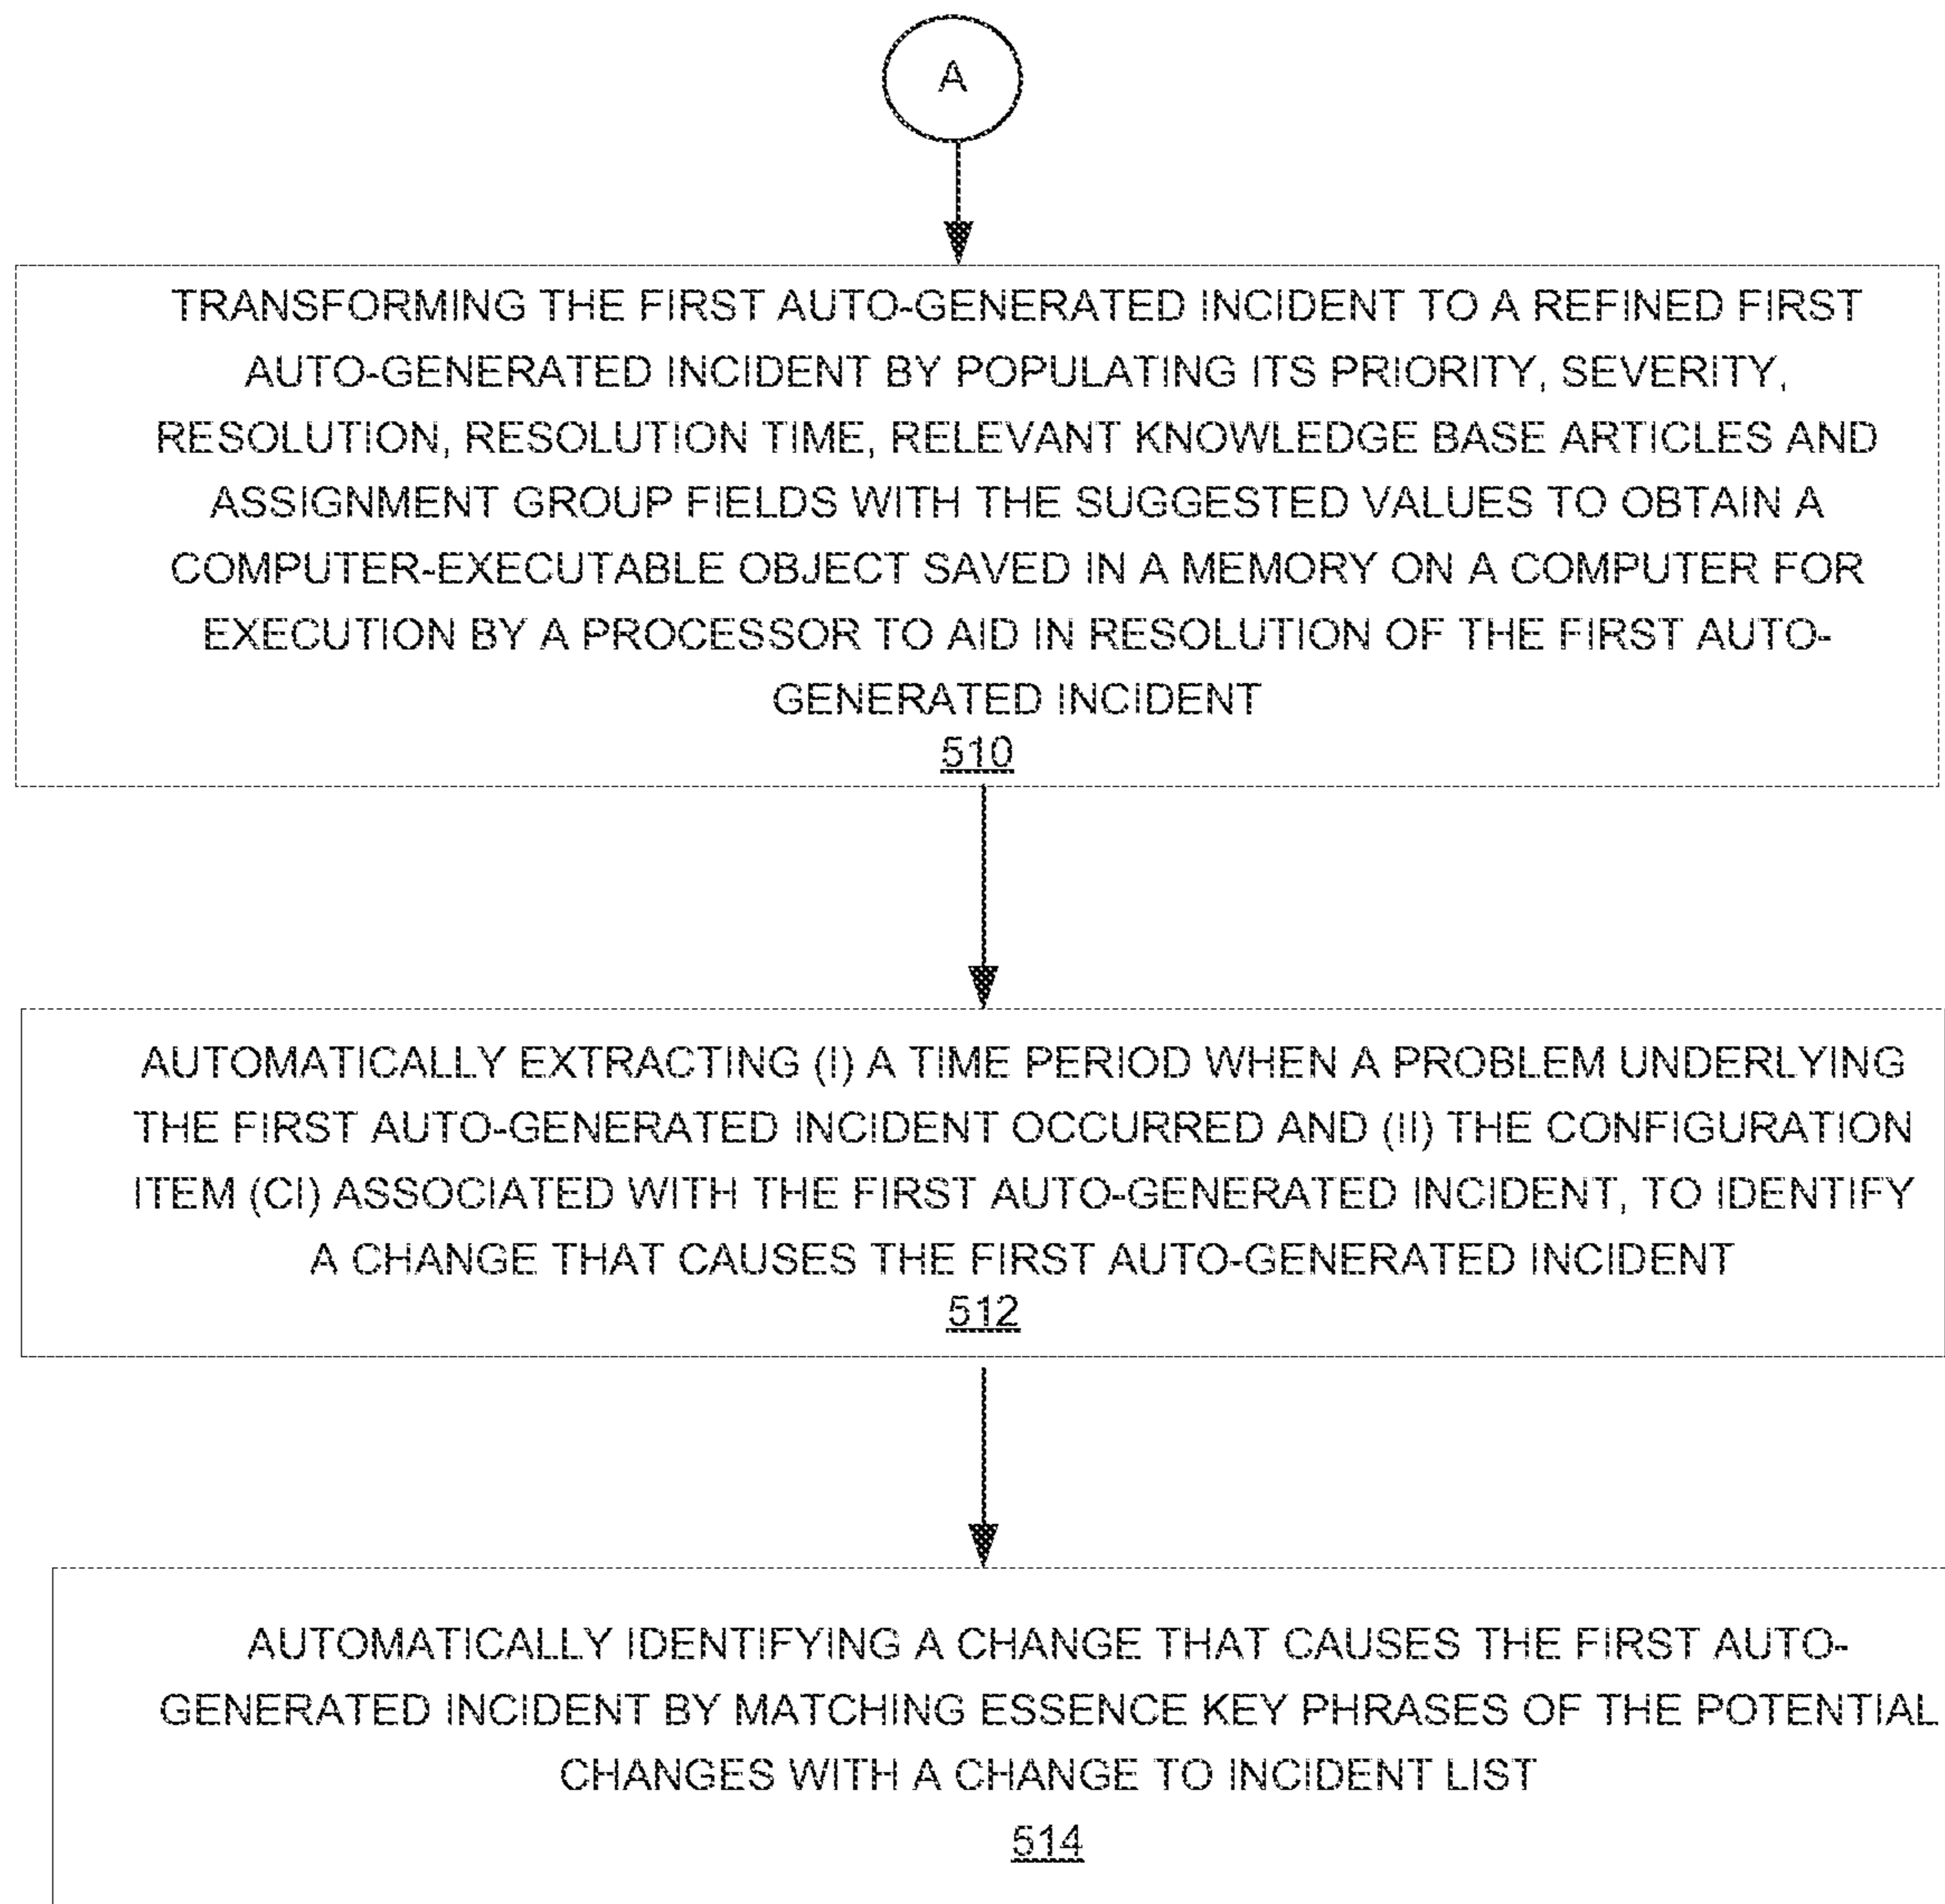 A
TRANSFORMING THE FIRST AUTO-GENERATED INCIDENT TO A REFINED FIRST
AUTO-GENERATED INCIDENT BY POPULATING ITS PRIORITY, SEVERITY,
RESOLUTION, RESOLUTION TIME, RELEVANT KNOWLEDGE BASE ARTICLES AND
ASSIGNMENT GROUP FIELDS WITH THE SUGGESTED VALUES TO OBTAIN A
COMPUTER-EXECUTABLE OBJECT SAVED IN A MEMORY ON A COMPUTER FOR
EXECUTION BY A PROCESSOR TO AID IN RESOLUTION OF THE FIRST AUTO-
GENERATED INCIDENT
510
AUTOMATICALLY EXTRACTING (I) A TIME PERIOD WHEN A PROBLEM UNDERLYING
THE FIRST AUTO-GENERATED INCIDENT OCCURRED AND (II) THE CONFIGURATION
ITEM (CI) ASSOCIATED WITH THE FIRST AUTO-GENERATED INCIDENT, TO IDENTIFY
A CHANGE THAT CAUSES THE FIRST AUTO-GENERATED INCIDENT
512
AUTOMATICALLY IDENTIFYING A CHANGE THAT CAUSES THE FIRST AUTO-
GENERATED INCIDENT BY MATCHING ESSENCE KEY PHRASES OF THE POTENTIAL
CHANGES WITH A CHANGE TO INCIDENT LIST
514